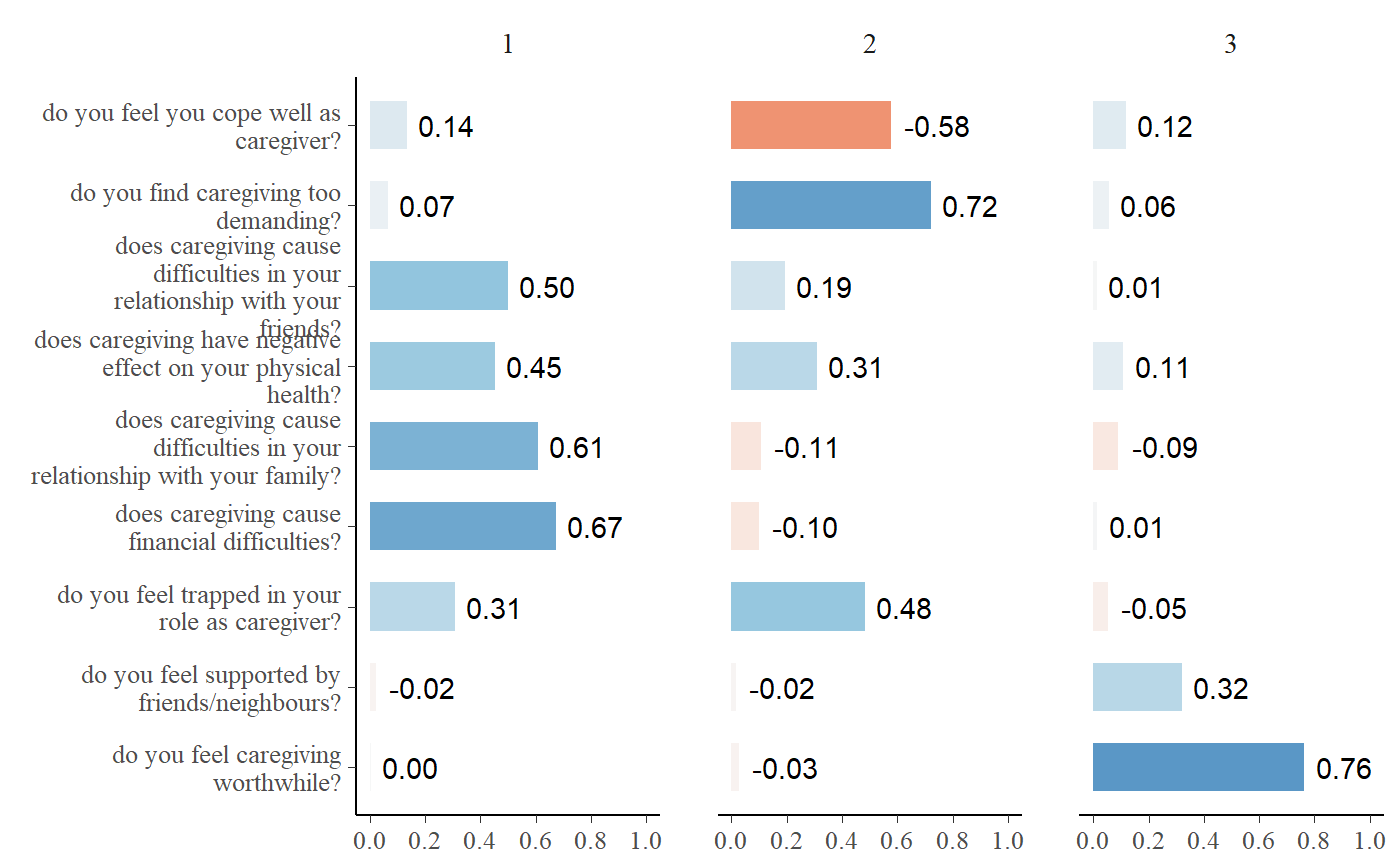 1 2 3
do you feel you cope well as
caregiver?
0.14 -0.58 0.12
do you find caregiving too
demanding?
0.07 0.72 0.06
does caregiving cause
difficulties in your
relationship with your
friends?
0.50 0.19 0.01
does caregiving have negative
effect on your physical
health?
0.45 0.31 0.11
does caregiving cause
difficulties in your
relationship with your family?
0.61 -0.11 -0.09
does caregiving cause
financial difficulties?
0.67 -0.10 0.01
do you feel trapped in your
role as caregiver?
0.31 0.48 -0.05
do you feel supported by
friends/neighbours?
-0.02 -0.02 0.32
do you feel caregiving
worthwhile?
0.00 -0.03 0.76
0.0 0.2 0.4 0.6 0.8 1.0 0.0 0.2 0.4 0.6 0.8 1.0 0.0 0.2 0.4 0.6 0.8 1.0